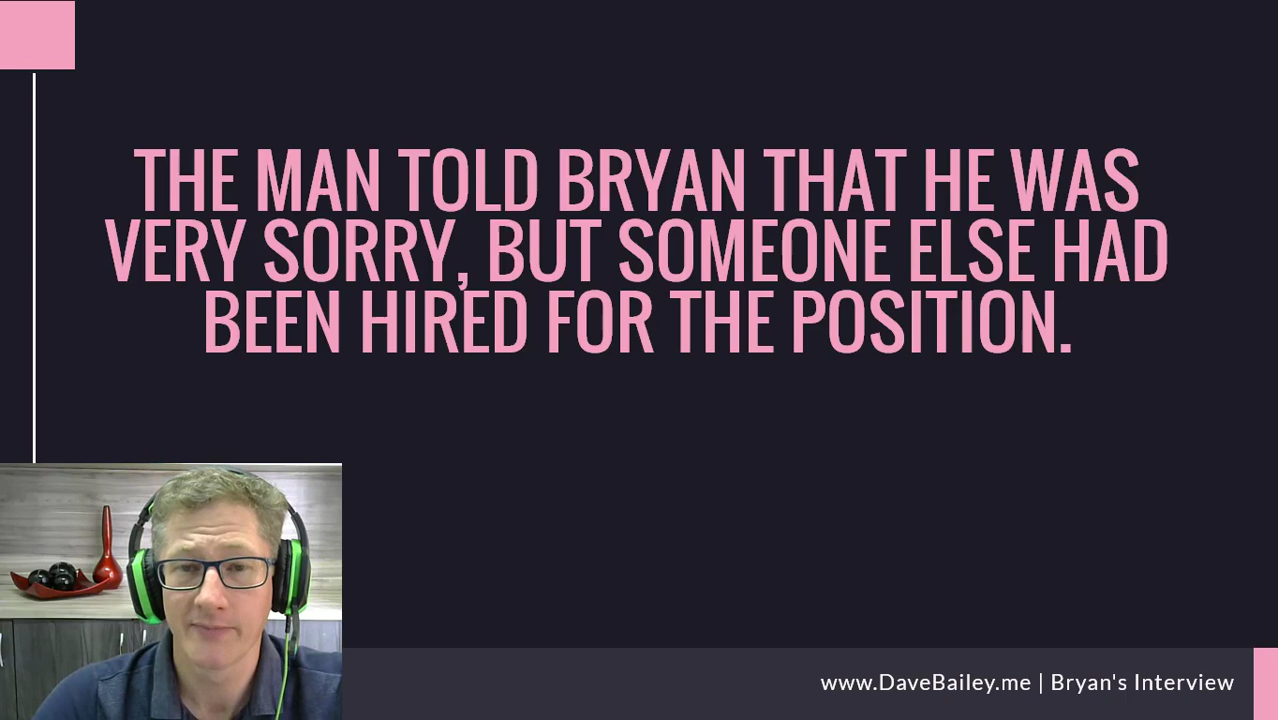 THE MAN TOLD BRYAN THAT HE WAS
VERY SORRY, BUT SOMEONE ELSE HAD
BEEN HIRED FOR THE POSITION.
www.DaveBailey.me | Bryan's Interview